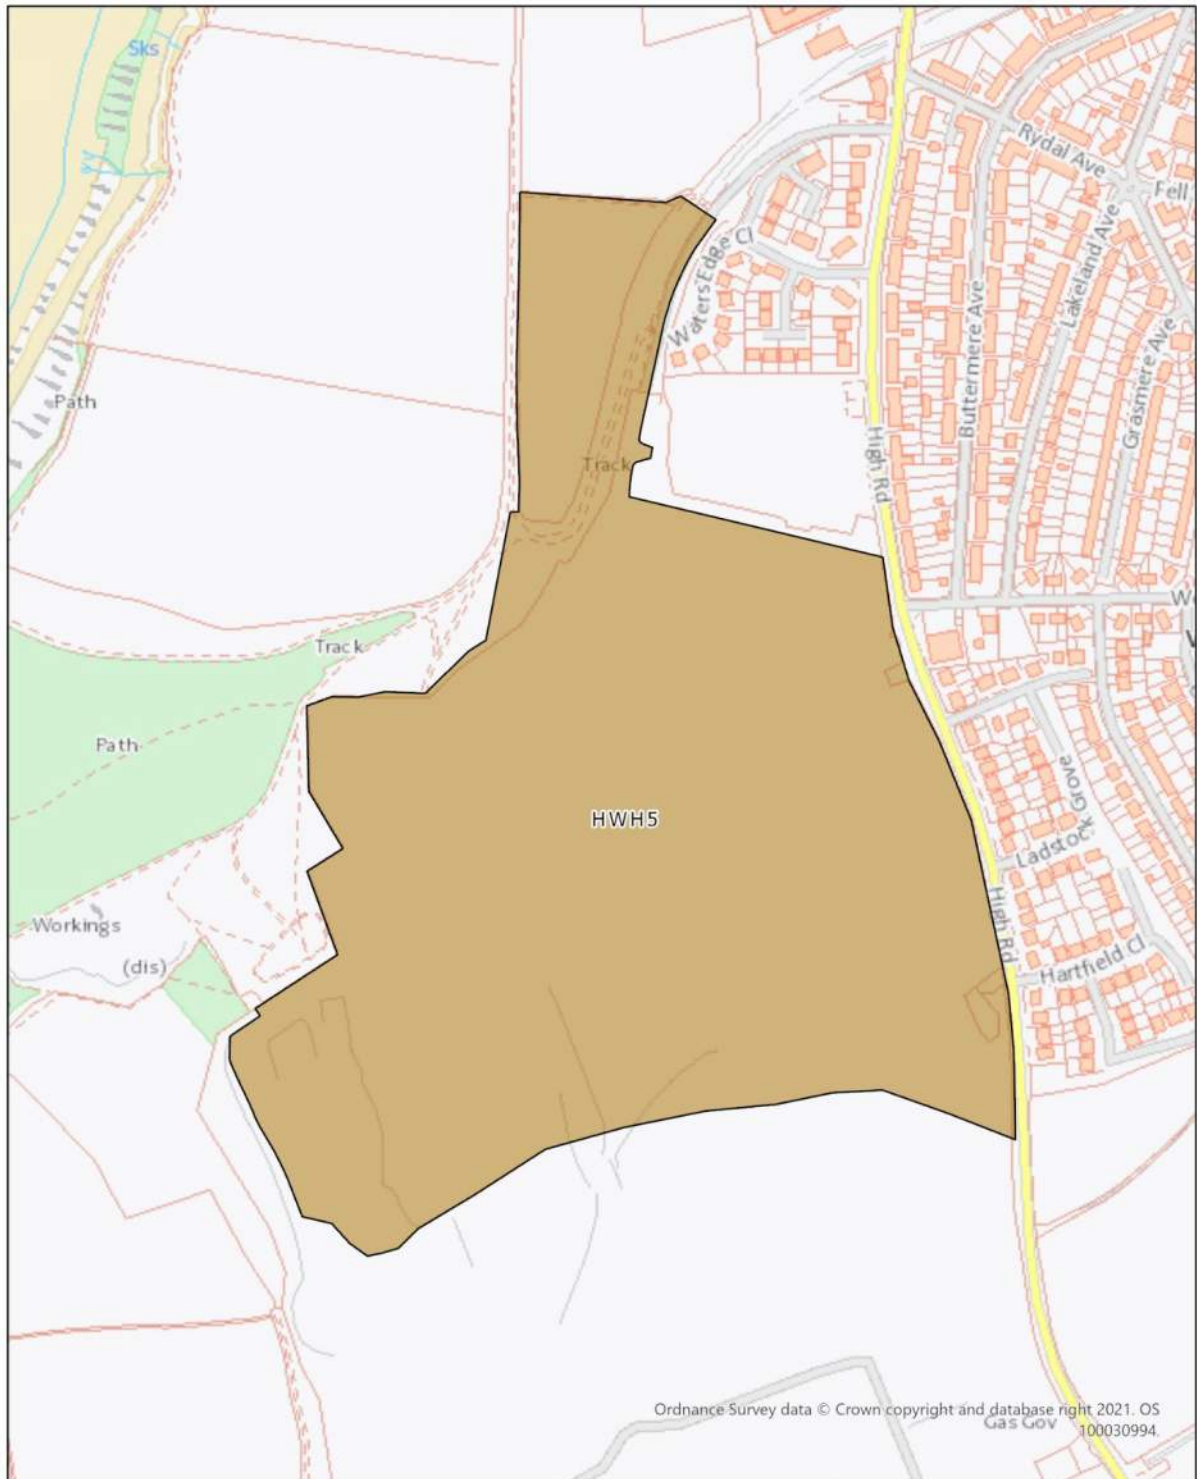 Sks
Rydal Ave
Fell
Waters Edge Cl
Lakeland Ave
Buttermere Ave
Grasmere Ave
Path
High Rd
Track
Track
Path
HWH5
Ladstock Grove
Workings
(dis)
High Rd
Hartfield Cl
Ordnance Survey data © Crown copyright and database right 2021. OS
100030994.
Gas Gov